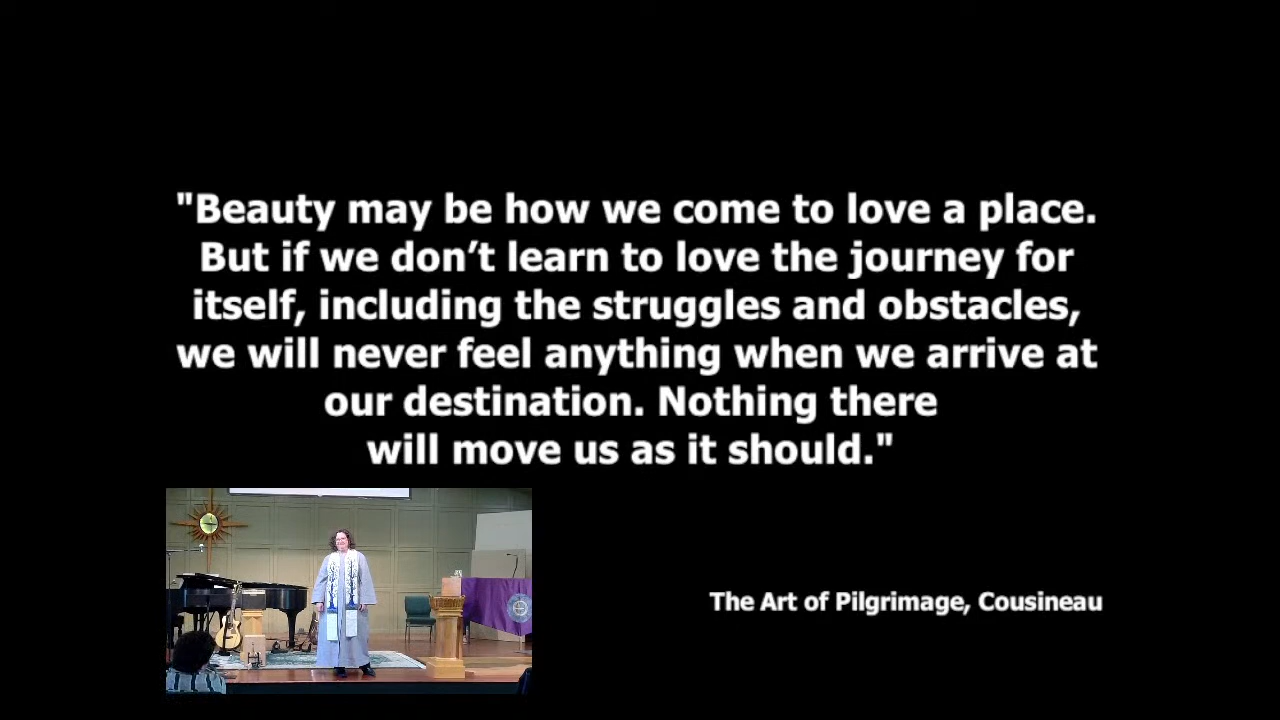 "Beauty may be how we come to love a place.
But if we don’t learn to love the journey for
itself, including the struggles and obstacles,
we will never feel anything when we arrive at
our destination. Nothing there
will move us as it should."
The Art of Pilgrimage, Cousineau